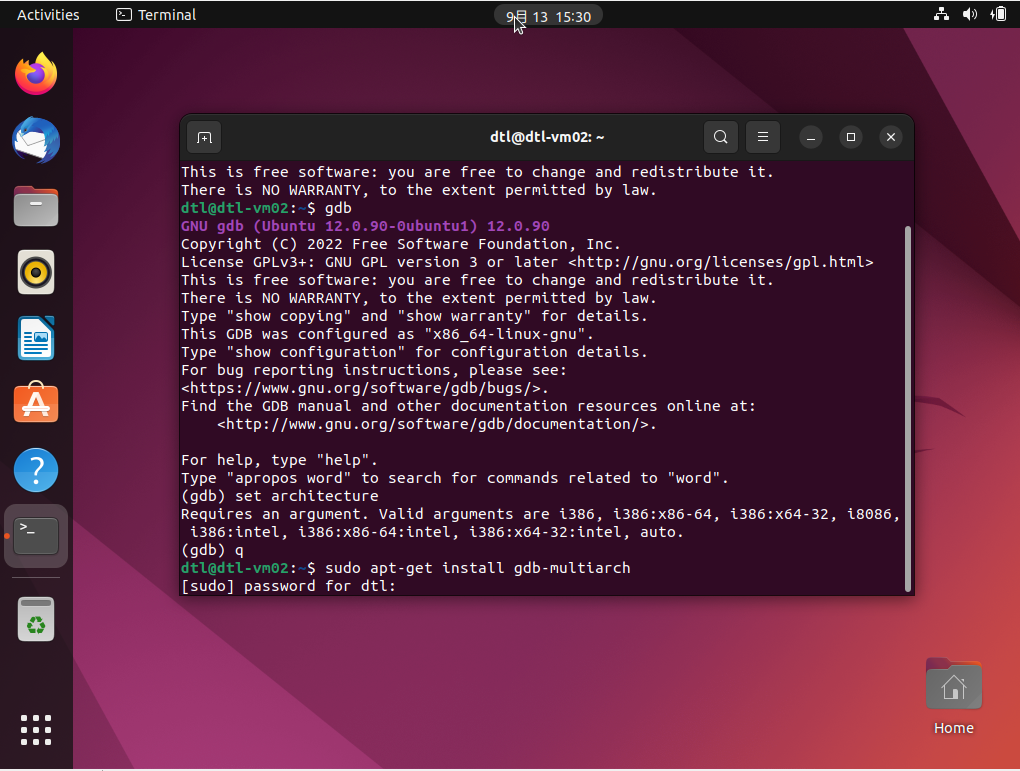 Activities
Terminal
9月 13 15:30
dtl@dtl-vm02: ~
This is free software: you are free to change and redistribute it.
There is NO WARRANTY, to the extent permitted by law.
dtl@dtl-vm02:~$ gdb
GNU gdb (Ubuntu 12.0.90-0ubuntu1) 12.0.90
Copyright (C) 2022 Free Software Foundation, Inc.
License GPLv3+: GNU GPL version 3 or later <http://gnu.org/licenses/gpl.html>
This is free software: you are free to change and redistribute it.
There is NO WARRANTY, to the extent permitted by law.
Type "show copying" and "show warranty" for details.
This GDB was configured as "x86_64-linux-gnu".
Type "show configuration" for configuration details.
For bug reporting instructions, please see:
<https://www.gnu.org/software/gdb/bugs/>.
Find the GDB manual and other documentation resources online at:
<http://www.gnu.org/software/gdb/documentation/>.
For help, type "help".
Type "apropos word" to search for commands related to "word".
(gdb) set architecture
Requires an argument. Valid arguments are i386, i386:x86-64, i386:x64-32, i8086,
i386:intel, i386:x86-64:intel, i386:x64-32:intel, auto.
(gdb) q
dtl@dtl-vm02:~$ sudo apt-get install gdb-multiarch
[sudo] password for dtl:
Home